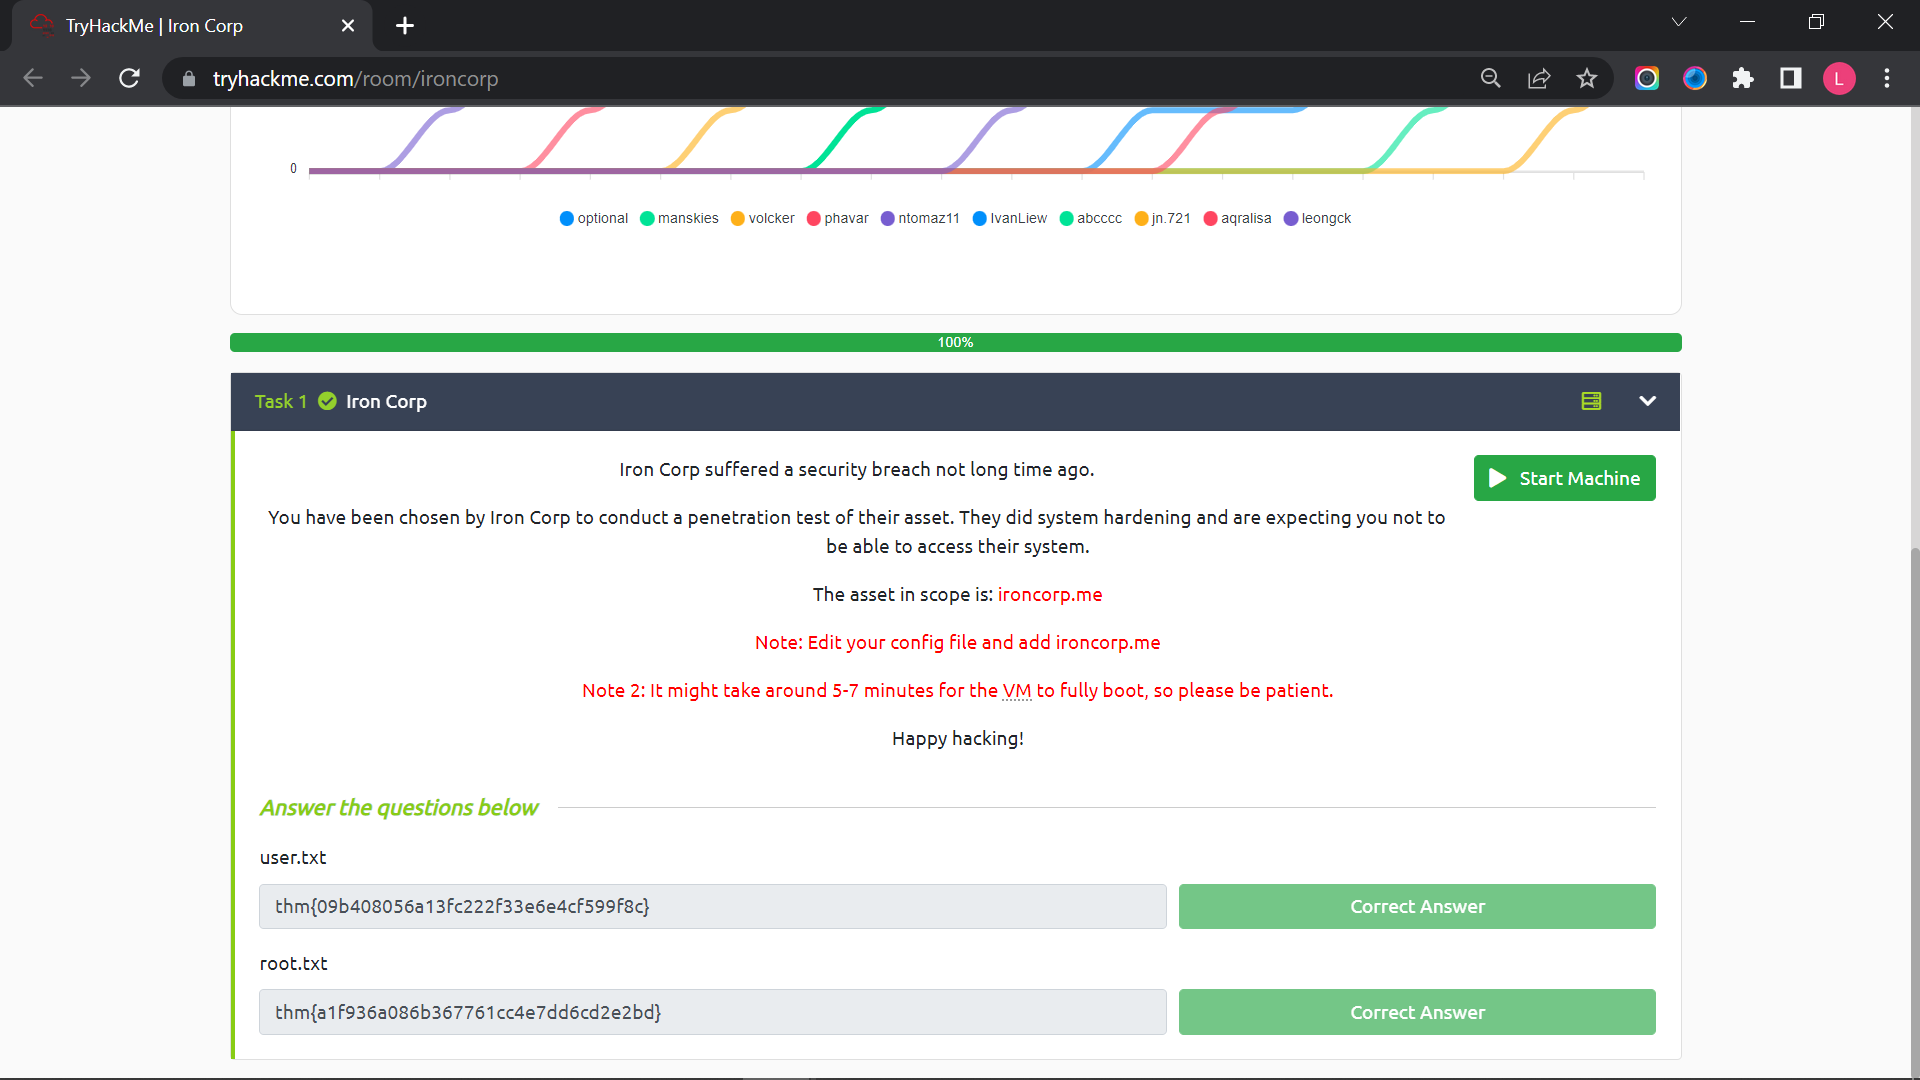 TryHackMe | Iron Corp
tryhackme.com/room/ironcorp
L
0
optional manskies volcker phavar ntomaz11 IvanLiew abcccc jn.721 aqralisa leongck
100%
Task 1 Iron Corp
Iron Corp suffered a security breach not long time ago.
Start Machine
You have been chosen by Iron Corp to conduct a penetration test of their asset. They did system hardening and are expecting you not to
be able to access their system.
The asset in scope is: ironcorp.me
Note: Edit your config file and add ironcorp.me
Note 2: It might take around 5-7 minutes for the VM to fully boot, so please be patient.
Happy hacking!
Answer the questions below
user.txt
thm{09b408056a13fc222f33e6e4cf599f8c}
Correct Answer
root.txt
thm{a1f936a086b367761cc4e7dd6cd2e2bd}
Correct Answer